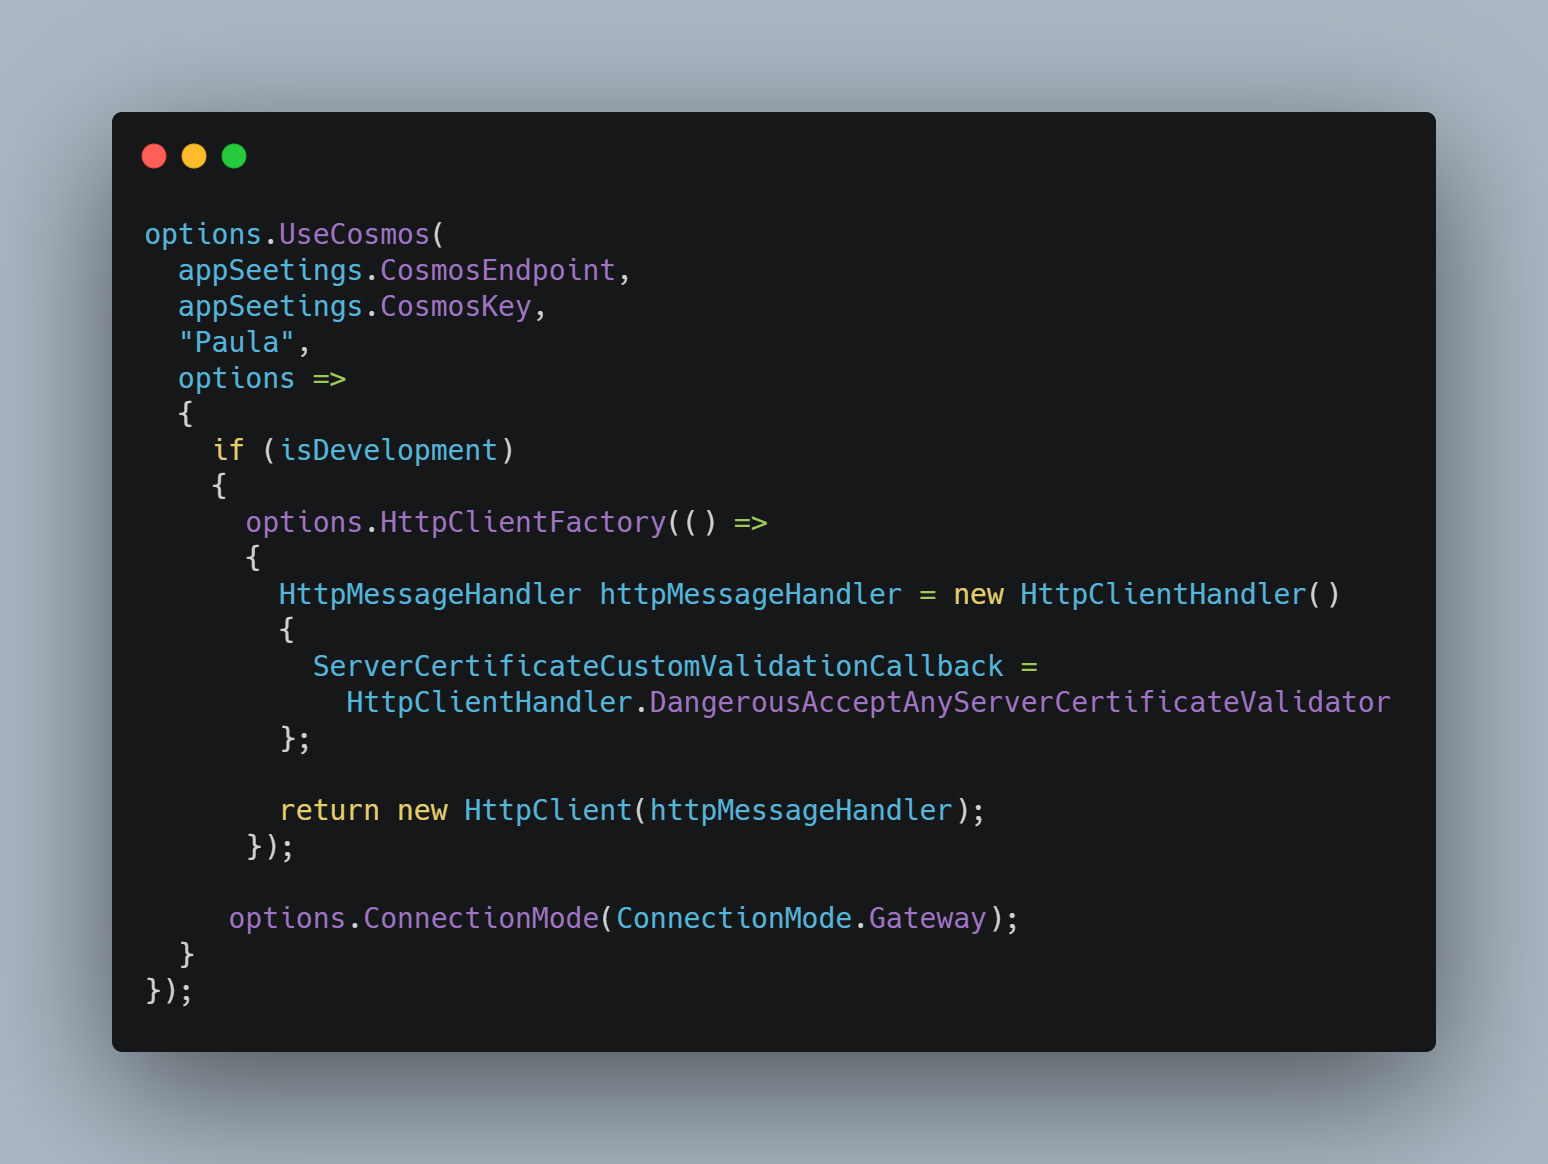 options.UseCosmos(
  appSeetings.CosmosEndpoint,
  appSeetings.CosmosKey,
  "Paula",
  options =>
  {
    if (isDevelopment)
    {
      options.HttpClientFactory(() =>
      {
        HttpMessageHandler httpMessageHandler = new HttpClientHandler()
        {
          ServerCertificateCustomValidationCallback =
            HttpClientHandler.DangerousAcceptAnyServerCertificateValidator
        };

        return new HttpClient(httpMessageHandler);
      });

     options.ConnectionMode(ConnectionMode.Gateway);
  }
});